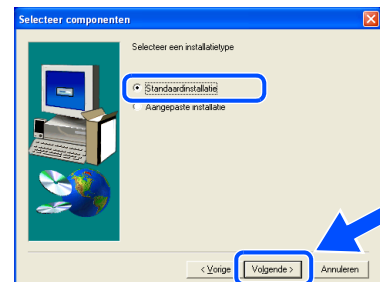 Selecteer componenten
Selecteer een installatietype
Standaardinstallatie
Aangepaste installatie
< Vorige
Volgende >
Annuleren